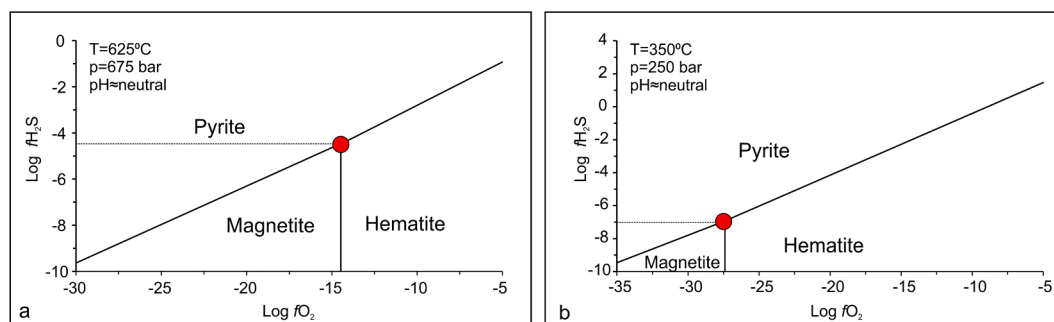 T=625ºC
p=675 bar
pH≈neutral
Pyrite
Magnetite
Hematite
Log fH₂S
0
-2
-4
-6
-8
-10
-30
-25
-20
-15
-10
-5
Log fO₂
a
T=350ºC
p=250 bar
pH≈neutral
Pyrite
Hematite
Magnetite
Log fH₂S
4
2
0
-2
-4
-6
-8
-10
-35
-30
-25
-20
-15
-10
-5
Log fO₂
b